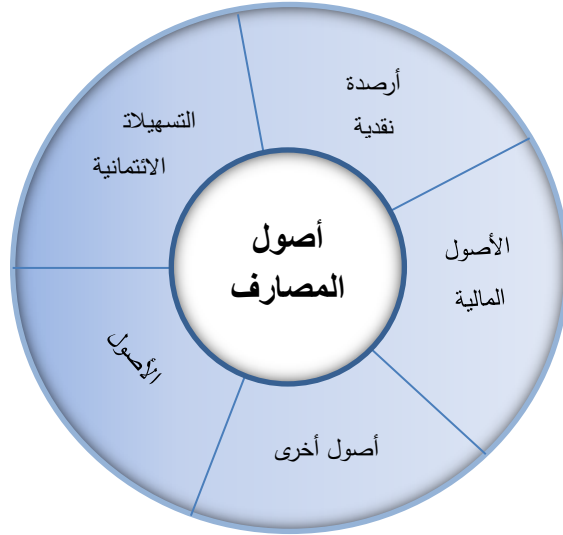 أرصدة
نقدية
التسهيلات
الائتمانية
أصول
المصارف
الأصول
المالية
الأصول
أصول أخرى